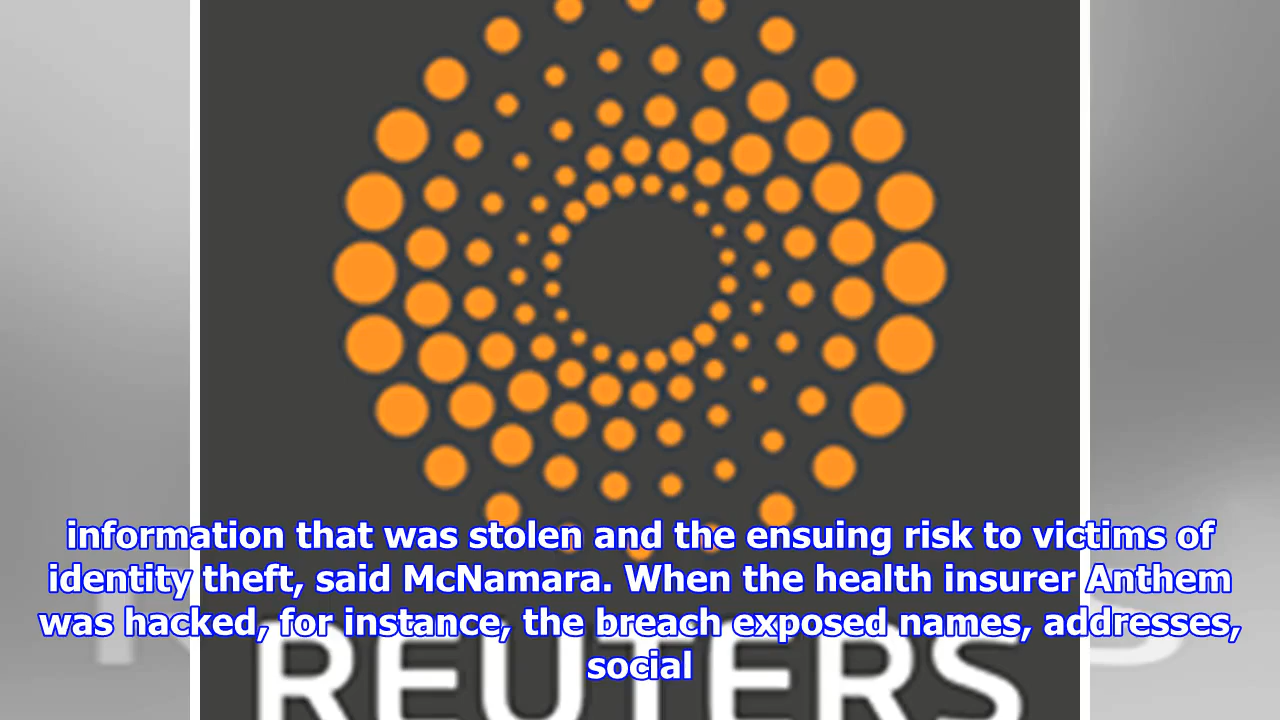 information that was stolen and the ensuing risk to victims of
identity theft, said McNamara. When the health insurer Anthem
was hacked, for instance, the breach exposed names, addresses,
social
REUTERS